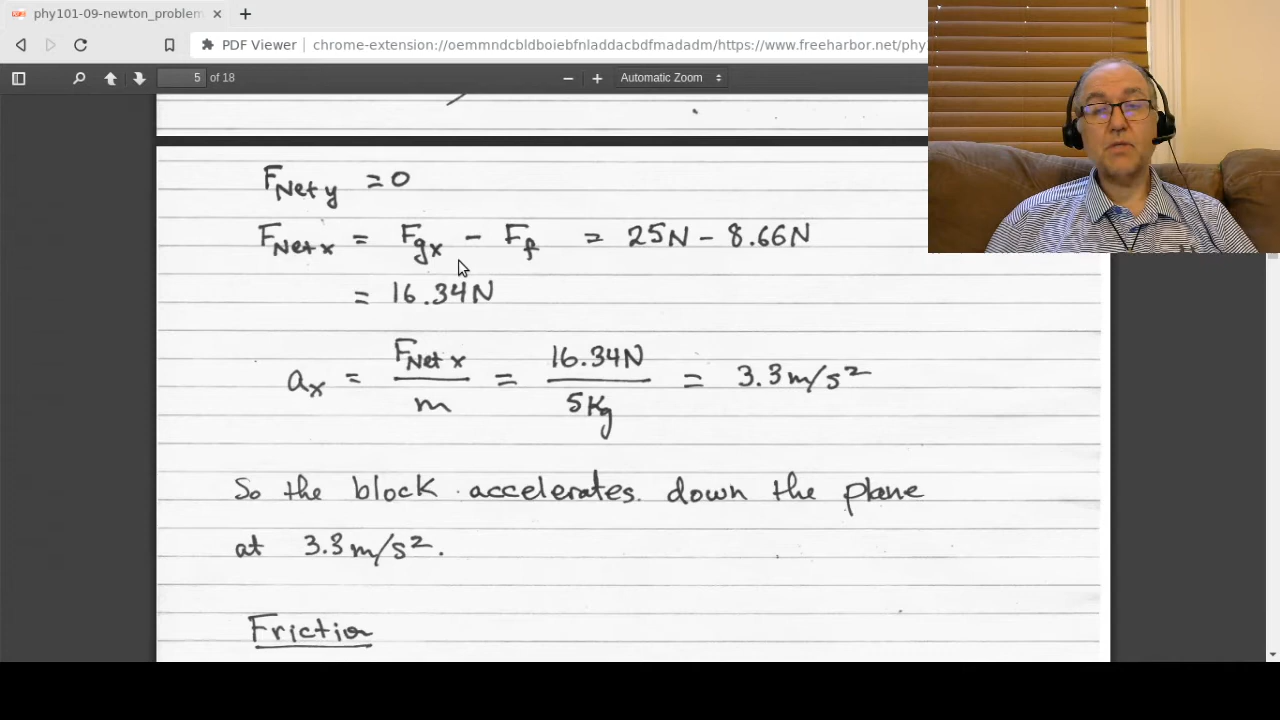 phy101-09-newton_problem
PDF Viewer chrome-extension://oemmndcbldboiebfnladdacbdfmadadm/https://www.freeharbor.net/phy
5 of 18 Automatic Zoom
F_Net y = 0
F_Net x = F_gx - F_f = 25N - 8.66N
= 16.34N
a_x = F_Net x / m = 16.34N / 5Kg = 3.3m/s²
So the block accelerates down the plane
at 3.3m/s².
Friction